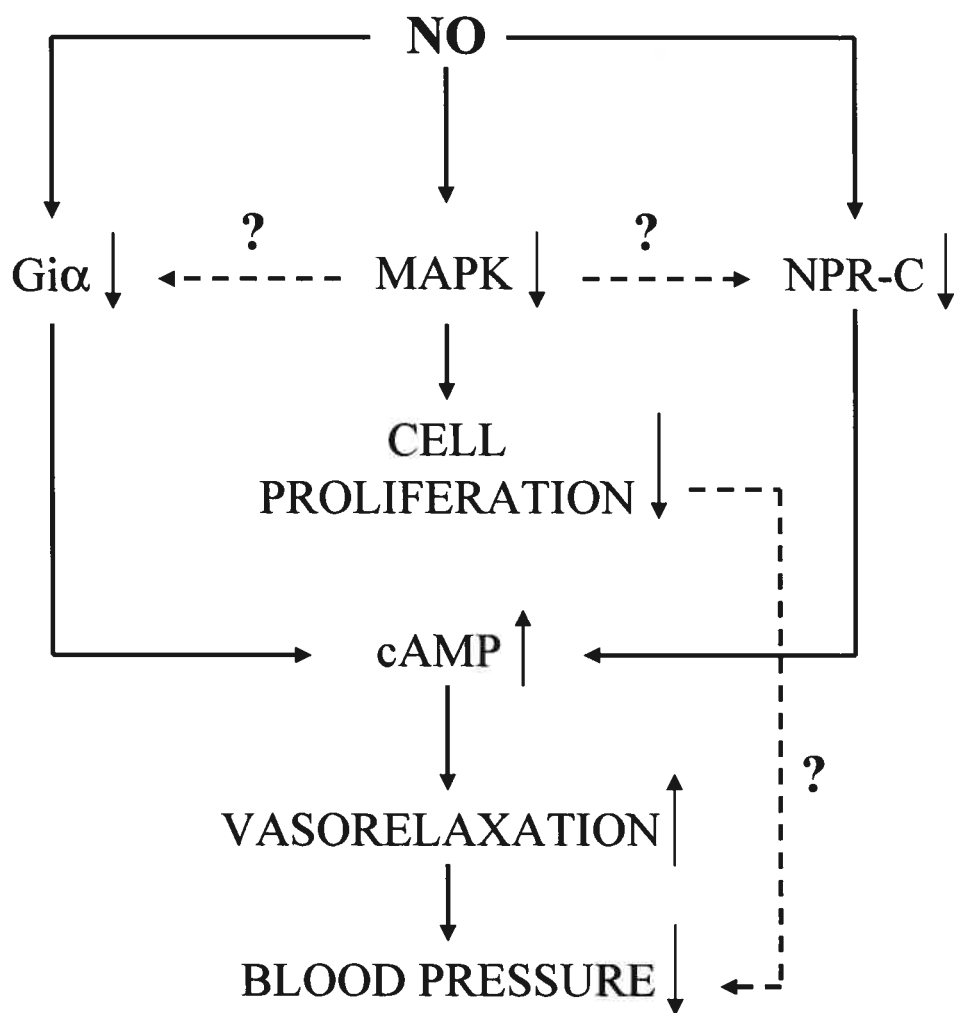 NO
? ?
Giα MAPK NPR-C
CELL
PROLIFERATION
cAMP
?
VASORELAXATION
BLOOD PRESSURE